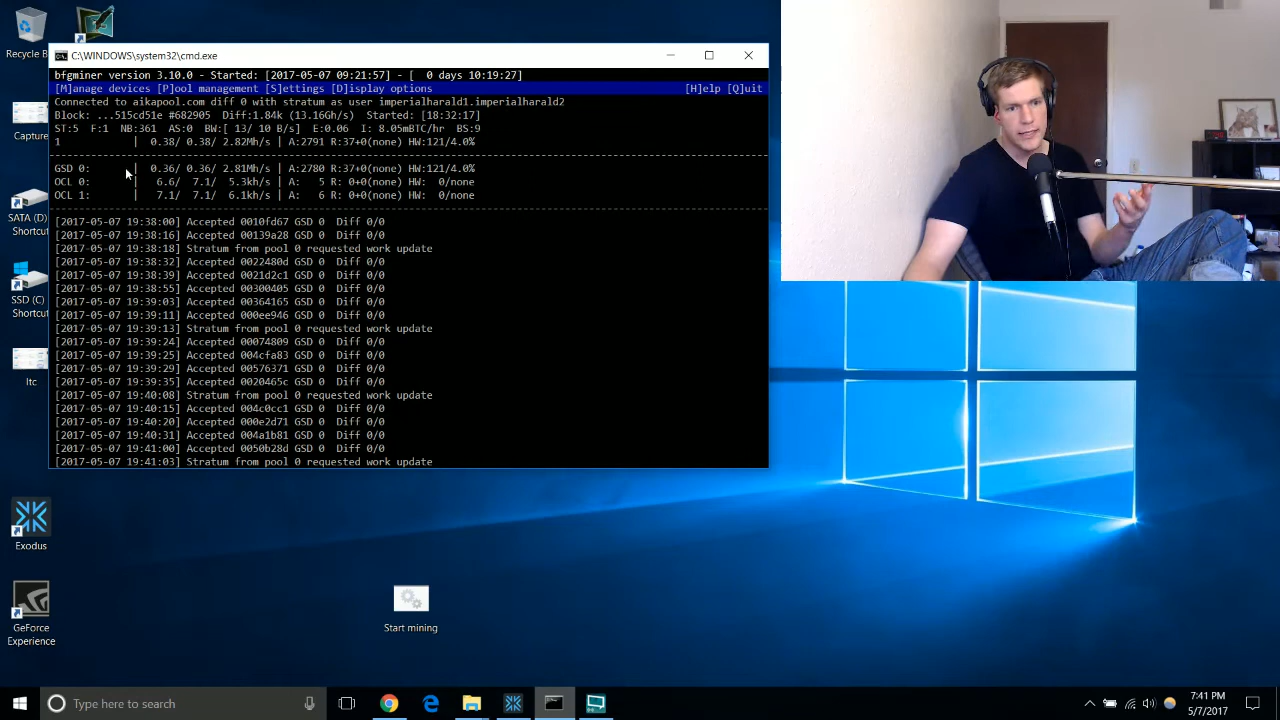 Recycle B
C:\WINDOWS\system32\cmd.exe
bfgminer version 3.10.0 - Started: [2017-05-07 09:21:57] - [  0 days 10:19:27]
[M]anage devices [P]ool management [S]ettings [D]isplay options [H]elp [Q]uit
Connected to aikapool.com diff 0 with stratum as user imperialharald1.imperialharald2
Block: ...515cd51e #682905  Diff:1.84k (13.16Gh/s)  Started: [18:32:17]
ST:5  F:1  NB:361  AS:0  BW:[ 13/ 10 B/s]  E:0.06  I: 8.05mBTC/hr  BS:9
1 | 0.38/ 0.38/ 2.82Mh/s | A:2791 R:37+0(none) HW:121/4.0%
GSD 0: | 0.36/ 0.36/ 2.81Mh/s | A:2780 R:37+0(none) HW:121/4.0%
OCL 0: | 6.6/  7.1/  5.3kh/s | A:   5 R: 0+0(none) HW:  0/none
OCL 1: | 7.1/  7.1/  6.1kh/s | A:   6 R: 0+0(none) HW:  0/none
[2017-05-07 19:38:00] Accepted 0010fd67 GSD 0  Diff 0/0
[2017-05-07 19:38:16] Accepted 00139a28 GSD 0  Diff 0/0
[2017-05-07 19:38:18] Stratum from pool 0 requested work update
[2017-05-07 19:38:32] Accepted 0022480d GSD 0  Diff 0/0
[2017-05-07 19:38:39] Accepted 0021d2c1 GSD 0  Diff 0/0
[2017-05-07 19:38:55] Accepted 00300405 GSD 0  Diff 0/0
[2017-05-07 19:39:03] Accepted 00364165 GSD 0  Diff 0/0
[2017-05-07 19:39:11] Accepted 000ee946 GSD 0  Diff 0/0
[2017-05-07 19:39:13] Stratum from pool 0 requested work update
[2017-05-07 19:39:24] Accepted 00074809 GSD 0  Diff 0/0
[2017-05-07 19:39:25] Accepted 004cfa83 GSD 0  Diff 0/0
[2017-05-07 19:39:29] Accepted 00576371 GSD 0  Diff 0/0
[2017-05-07 19:39:35] Accepted 0020465c GSD 0  Diff 0/0
[2017-05-07 19:40:08] Stratum from pool 0 requested work update
[2017-05-07 19:40:15] Accepted 004c0cc1 GSD 0  Diff 0/0
[2017-05-07 19:40:20] Accepted 000e2d71 GSD 0  Diff 0/0
[2017-05-07 19:40:31] Accepted 004a1b81 GSD 0  Diff 0/0
[2017-05-07 19:41:00] Accepted 0050b28d GSD 0  Diff 0/0
[2017-05-07 19:41:03] Stratum from pool 0 requested work update
Capture
SATA (D)
Shortcut
SSD (C)
Shortcut
ltc
Exodus
GeForce
Experience
Start mining
Type here to search
7:41 PM
5/7/2017